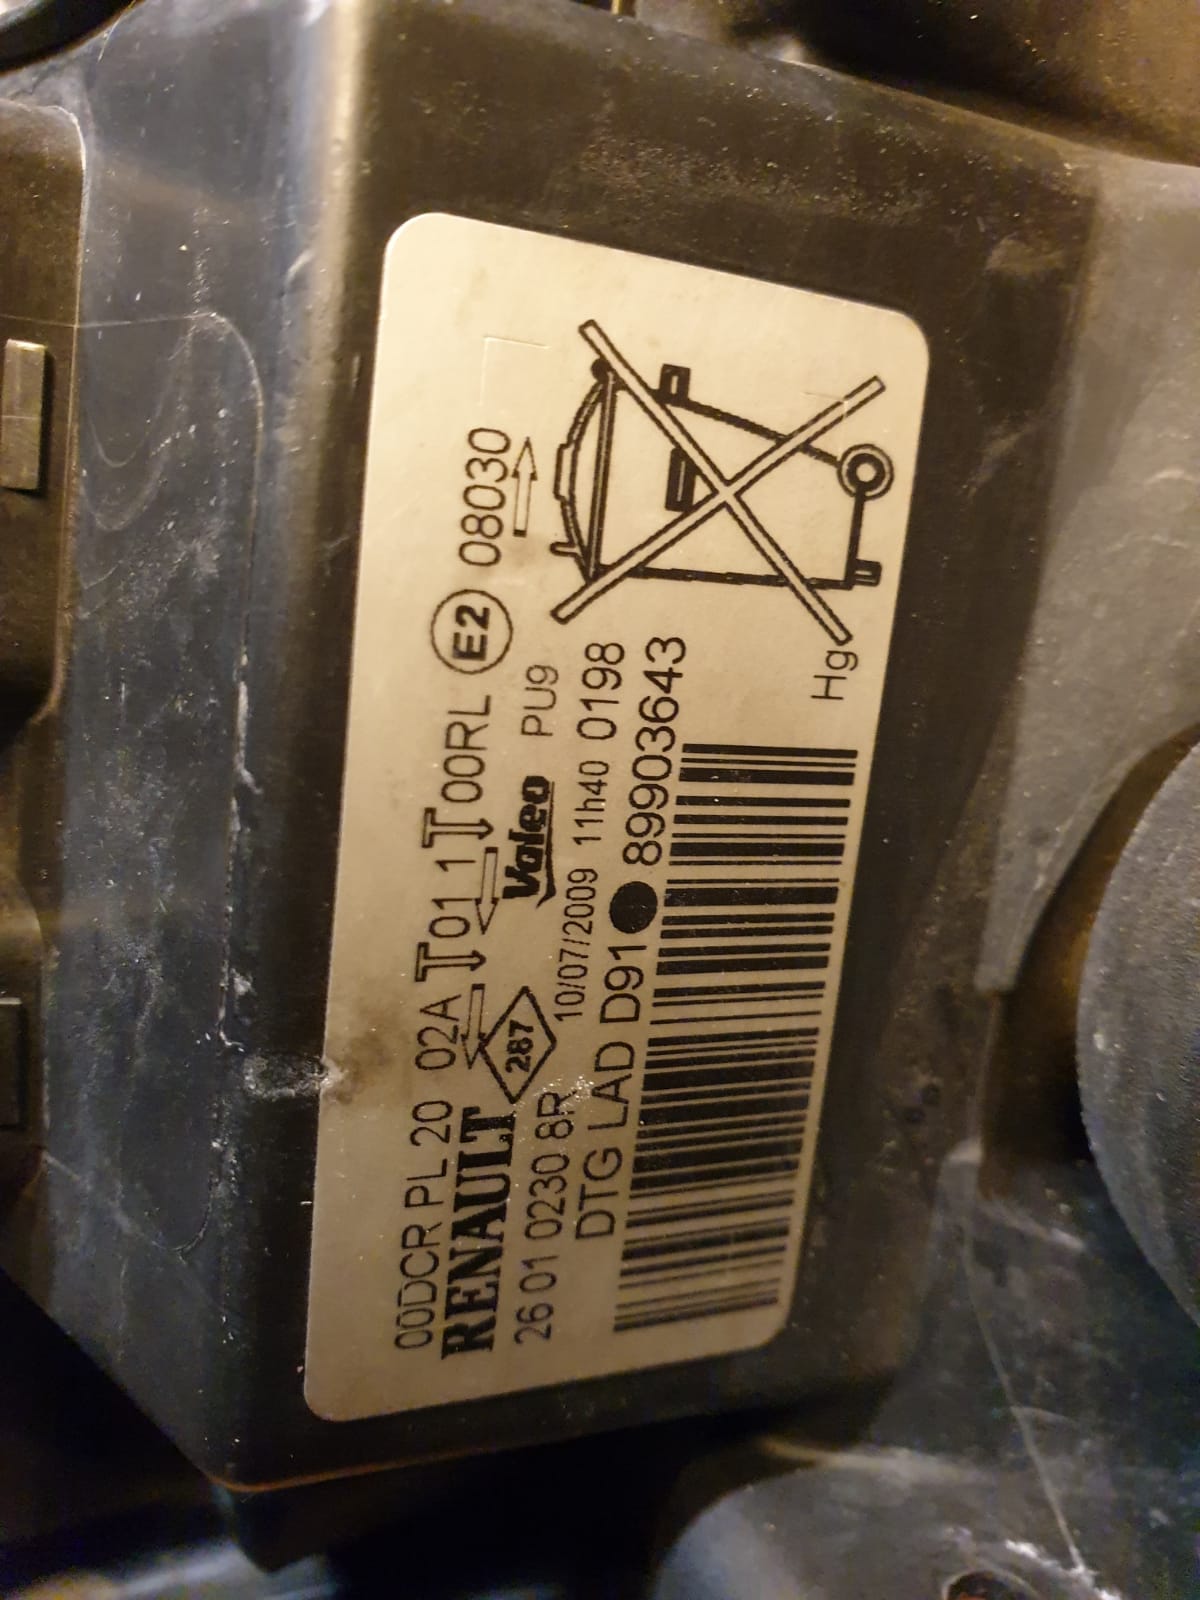 00DCR PL 20 02A T 01 1 T 00RL E2 08030
RENAULT 287 Valeo PU9
26 01 0230 8R 10/07/2009 11h40 0198
DTG LAD D91 ● 89903643
Hg